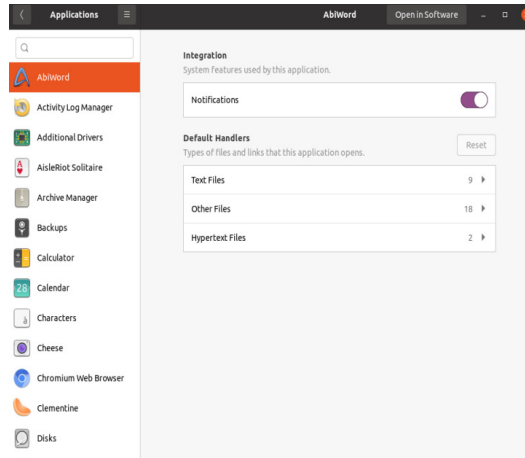 Applications
AbiWord
Open in Software
AbiWord
Activity Log Manager
Additional Drivers
AisleRiot Solitaire
Archive Manager
Backups
Calculator
28
Calendar
à
Characters
Cheese
Chromium Web Browser
Clementine
Disks
Integration
System features used by this application.
Notifications
Default Handlers
Types of files and links that this application opens.
Reset
Text Files 9
Other Files 18
Hypertext Files 2